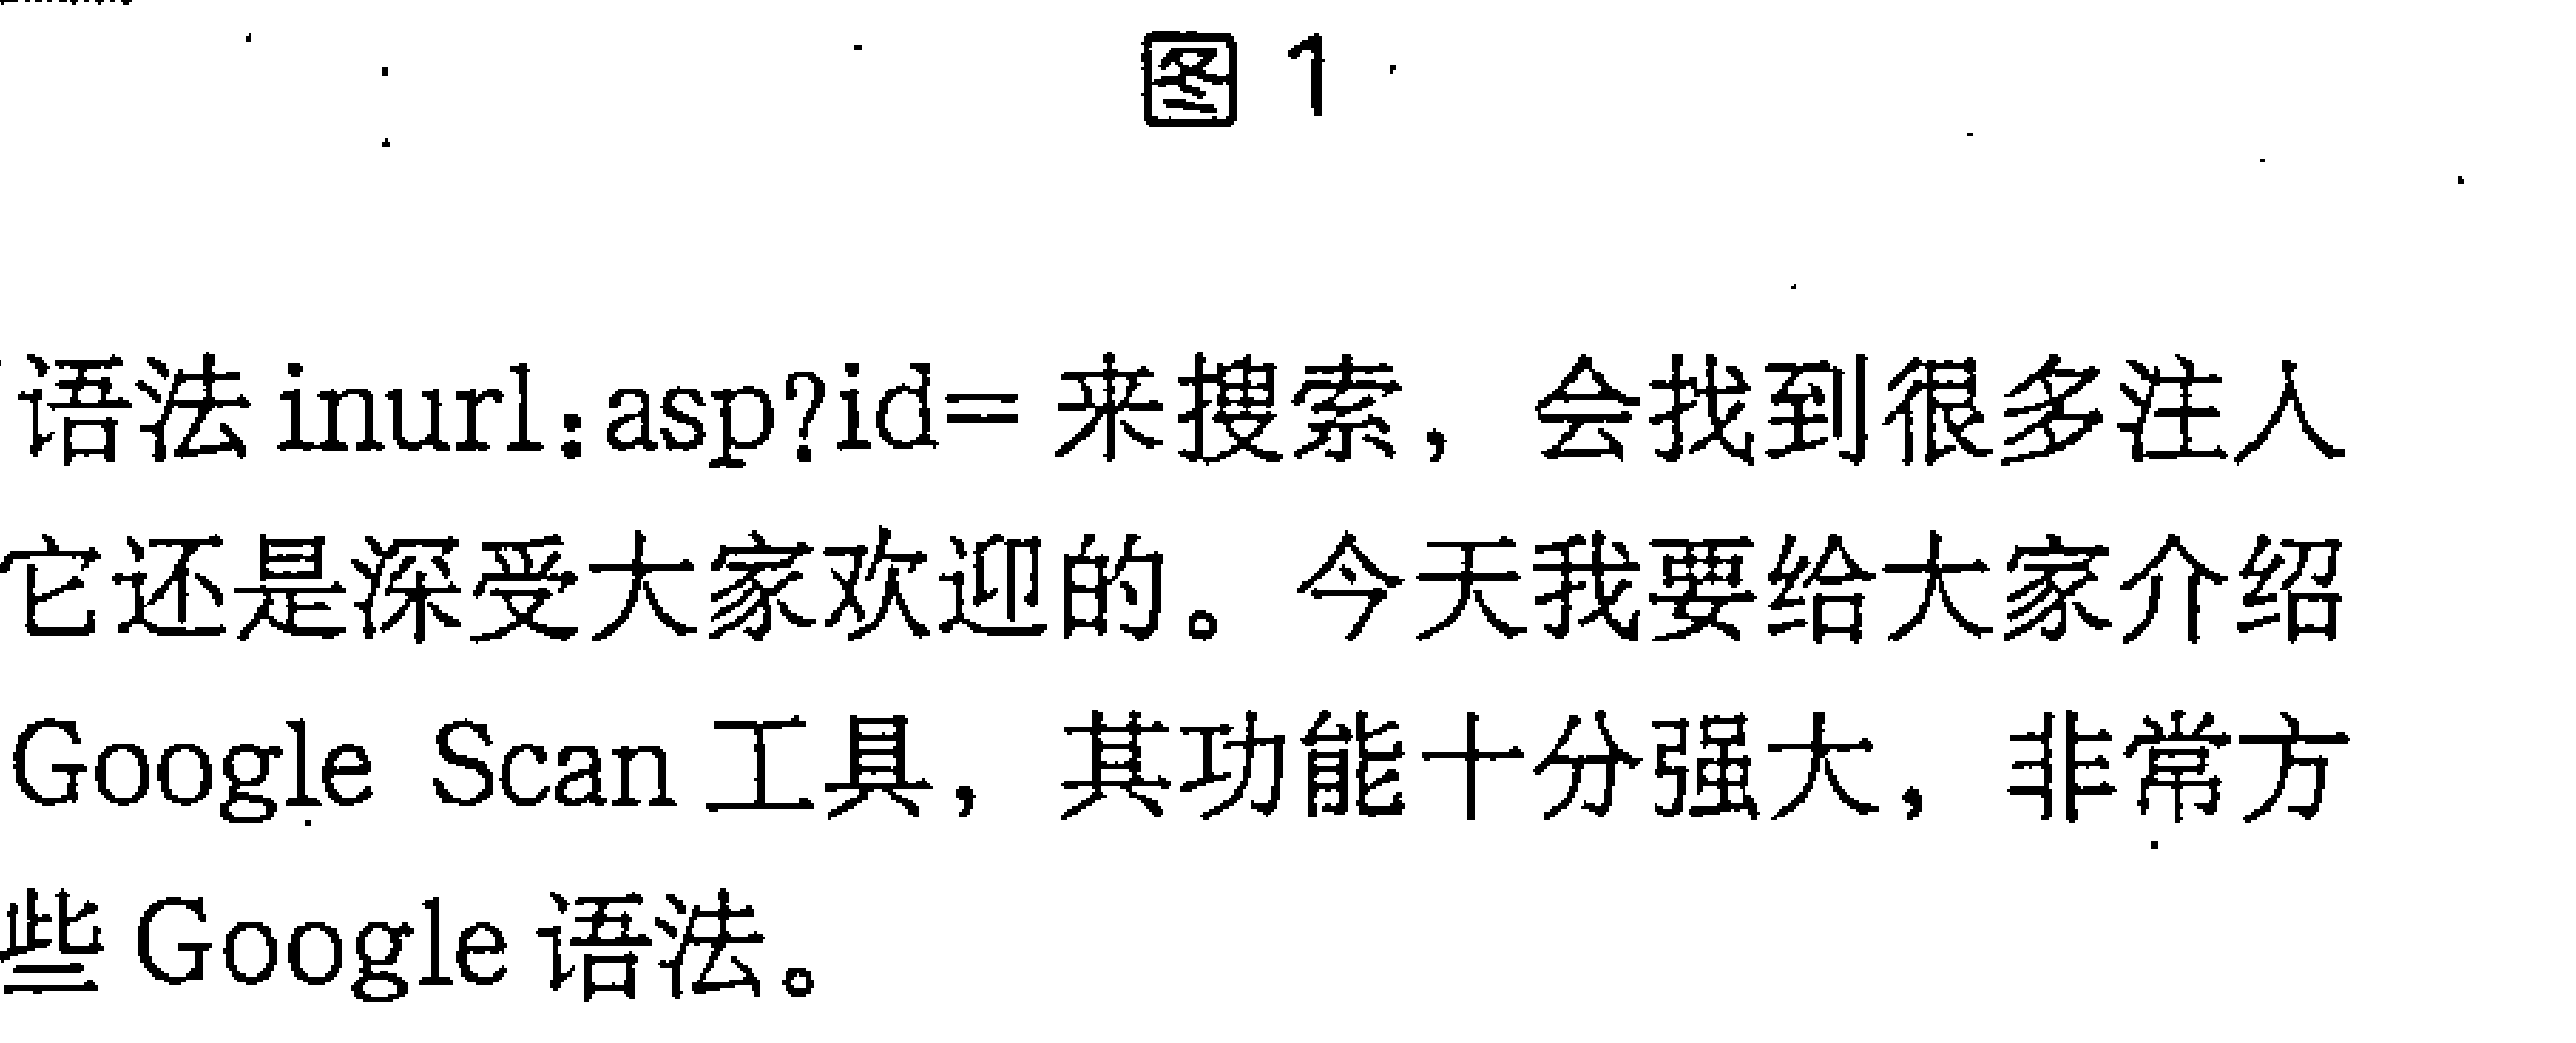 图 1
语法 inurl:asp?id= 来搜索，会找到很多注人
它还是深受大家欢迎的。今天我要给大家介绍
Google Scan 工具，其功能十分强大，非常方
些 Google 语法。